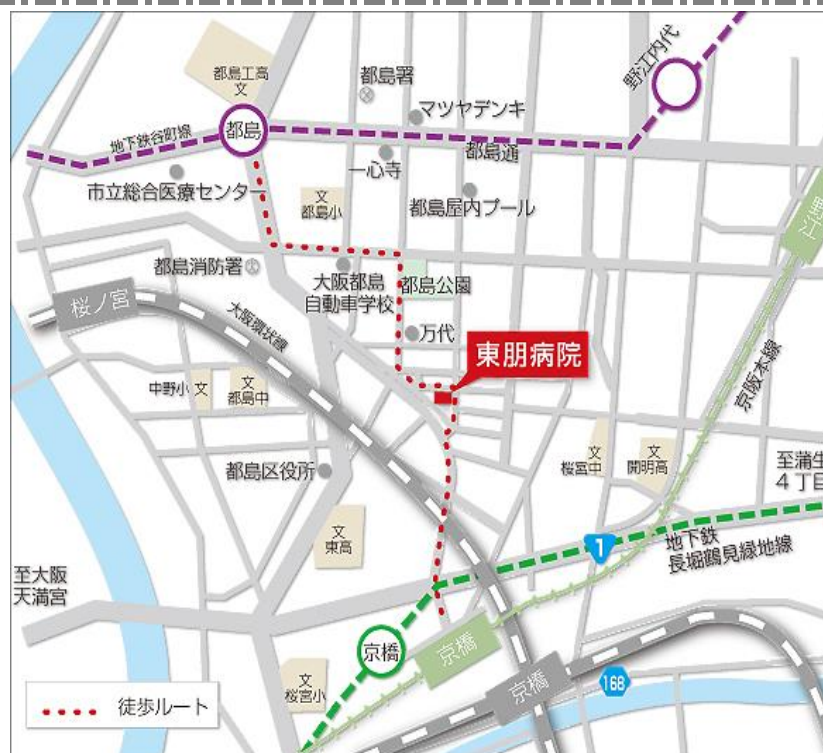 都島工高
文
都島署
マツヤデンキ
野江内代
地下鉄谷町線
都島
都島通
一心寺
市立総合医療センター
文
都島小
都島屋内プール
野江
都島消防署
大阪都島
自動車学校
都島公園
桜ノ宮
大阪環状線
万代
東朋病院
京阪本線
中野小
文
文
都島中
都島区役所
文
桜宮中
文
開明高
至蒲生
4丁目
文
東高
1
地下鉄
長堀鶴見緑地線
至大阪
天満宮
京橋
京橋
京橋
168
文
桜宮小
徒歩ルート